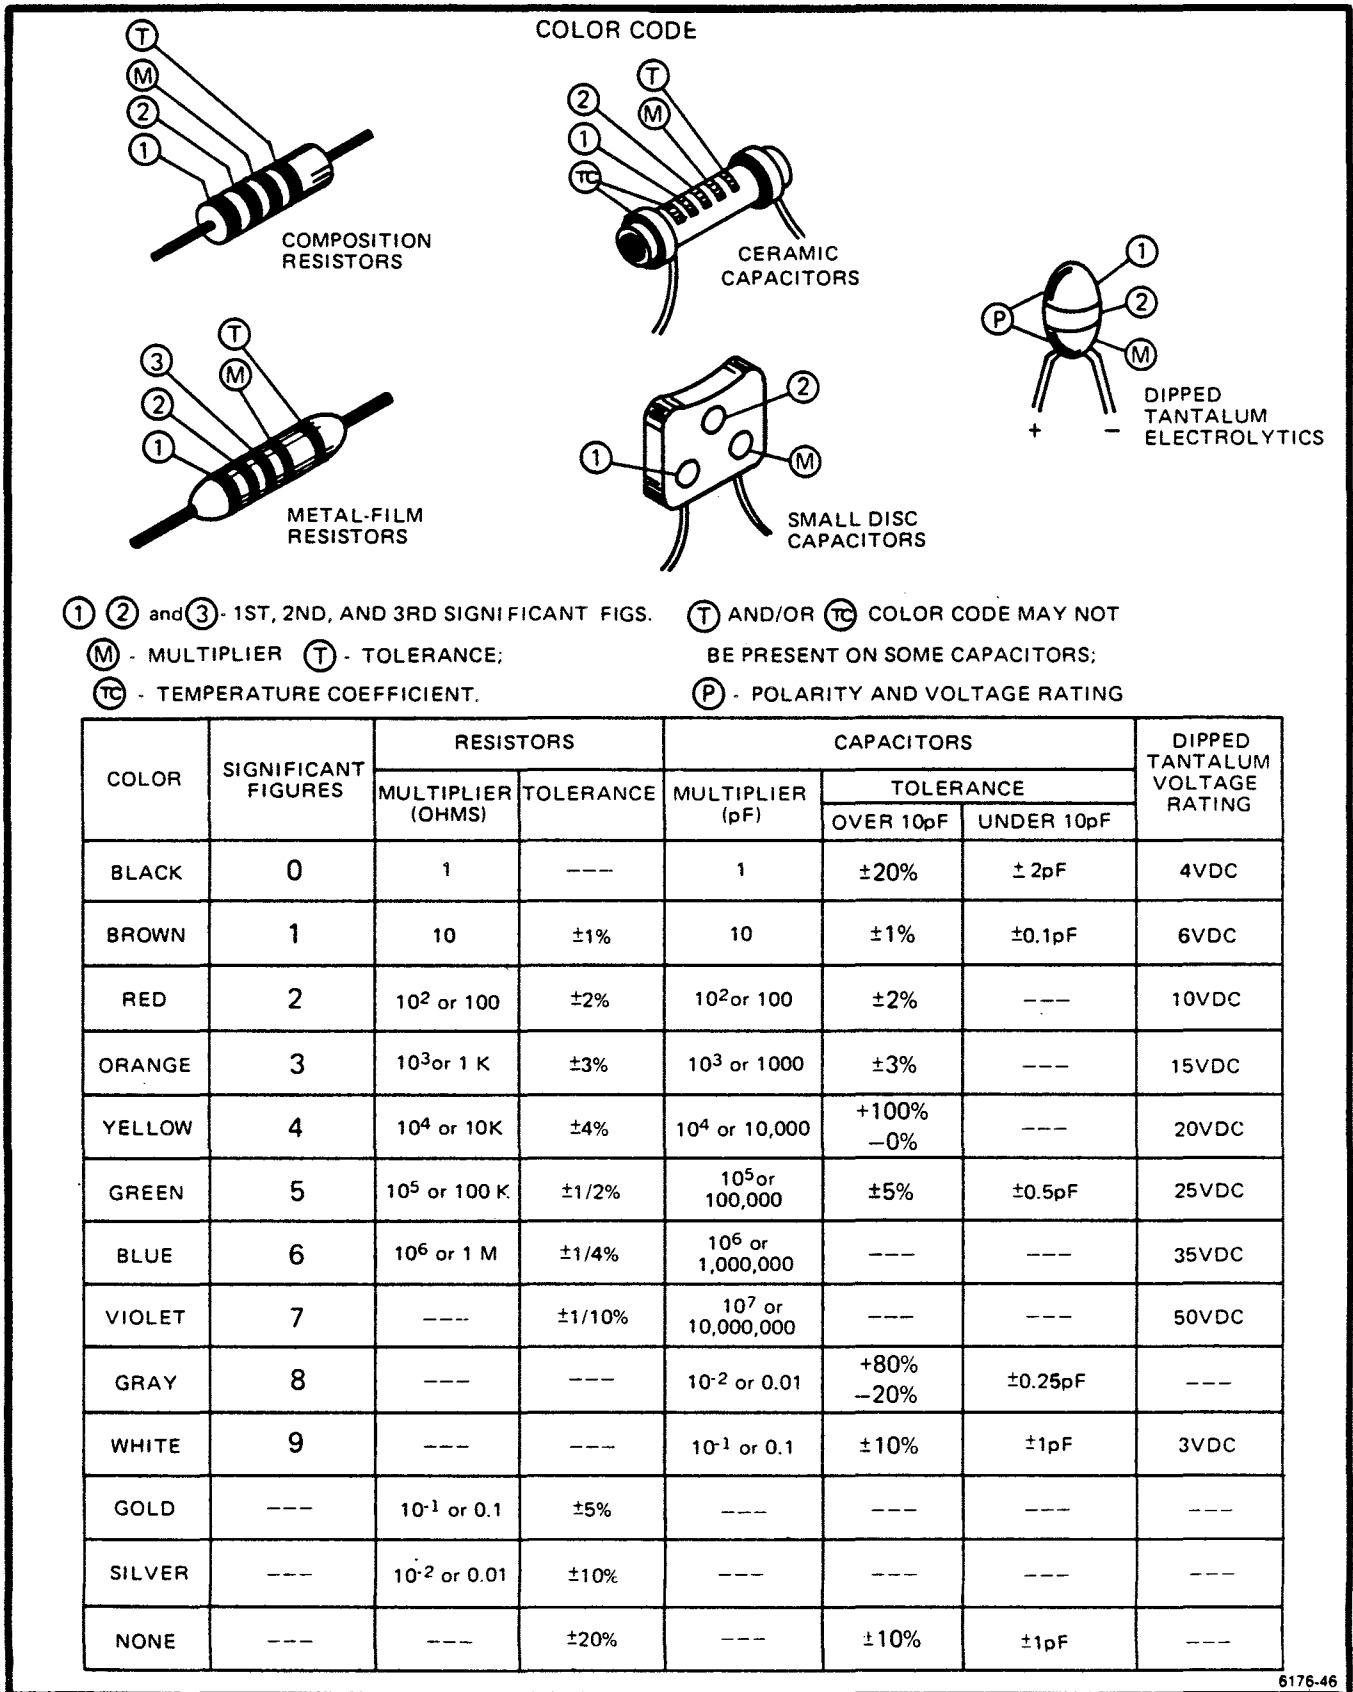 COLOR CODE
T
M
2
1
COMPOSITION
RESISTORS
T
2
M
1
TC
CERAMIC
CAPACITORS
1
2
P
M
+ −
DIPPED
TANTALUM
ELECTROLYTICS
T
3
M
2
1
METAL-FILM
RESISTORS
2
1
M
SMALL DISC
CAPACITORS
1 2 and 3 - 1ST, 2ND, AND 3RD SIGNIFICANT FIGS.
M - MULTIPLIER T - TOLERANCE;
TC - TEMPERATURE COEFFICIENT.
T AND/OR TC COLOR CODE MAY NOT
BE PRESENT ON SOME CAPACITORS;
P - POLARITY AND VOLTAGE RATING
COLOR
SIGNIFICANT
FIGURES
RESISTORS
MULTIPLIER
(OHMS)
TOLERANCE
CAPACITORS
MULTIPLIER
(pF)
TOLERANCE
OVER 10pF
UNDER 10pF
DIPPED
TANTALUM
VOLTAGE
RATING
BLACK 0 1 --- 1 ±20% ± 2pF 4VDC
BROWN 1 10 ±1% 10 ±1% ±0.1pF 6VDC
RED 2 10² or 100 ±2% 10² or 100 ±2% --- 10VDC
ORANGE 3 10³ or 1 K ±3% 10³ or 1000 ±3% --- 15VDC
YELLOW 4 10⁴ or 10K ±4% 10⁴ or 10,000 +100% −0% --- 20VDC
GREEN 5 10⁵ or 100 K ±1/2% 10⁵ or 100,000 ±5% ±0.5pF 25VDC
BLUE 6 10⁶ or 1 M ±1/4% 10⁶ or 1,000,000 --- --- 35VDC
VIOLET 7 --- ±1/10% 10⁷ or 10,000,000 --- --- 50VDC
GRAY 8 --- --- 10⁻² or 0.01 +80% −20% ±0.25pF ---
WHITE 9 --- --- 10⁻¹ or 0.1 ±10% ±1pF 3VDC
GOLD --- 10⁻¹ or 0.1 ±5% --- --- --- ---
SILVER --- 10⁻² or 0.01 ±10% --- --- --- ---
NONE --- --- ±20% --- ±10% ±1pF ---
6176-46